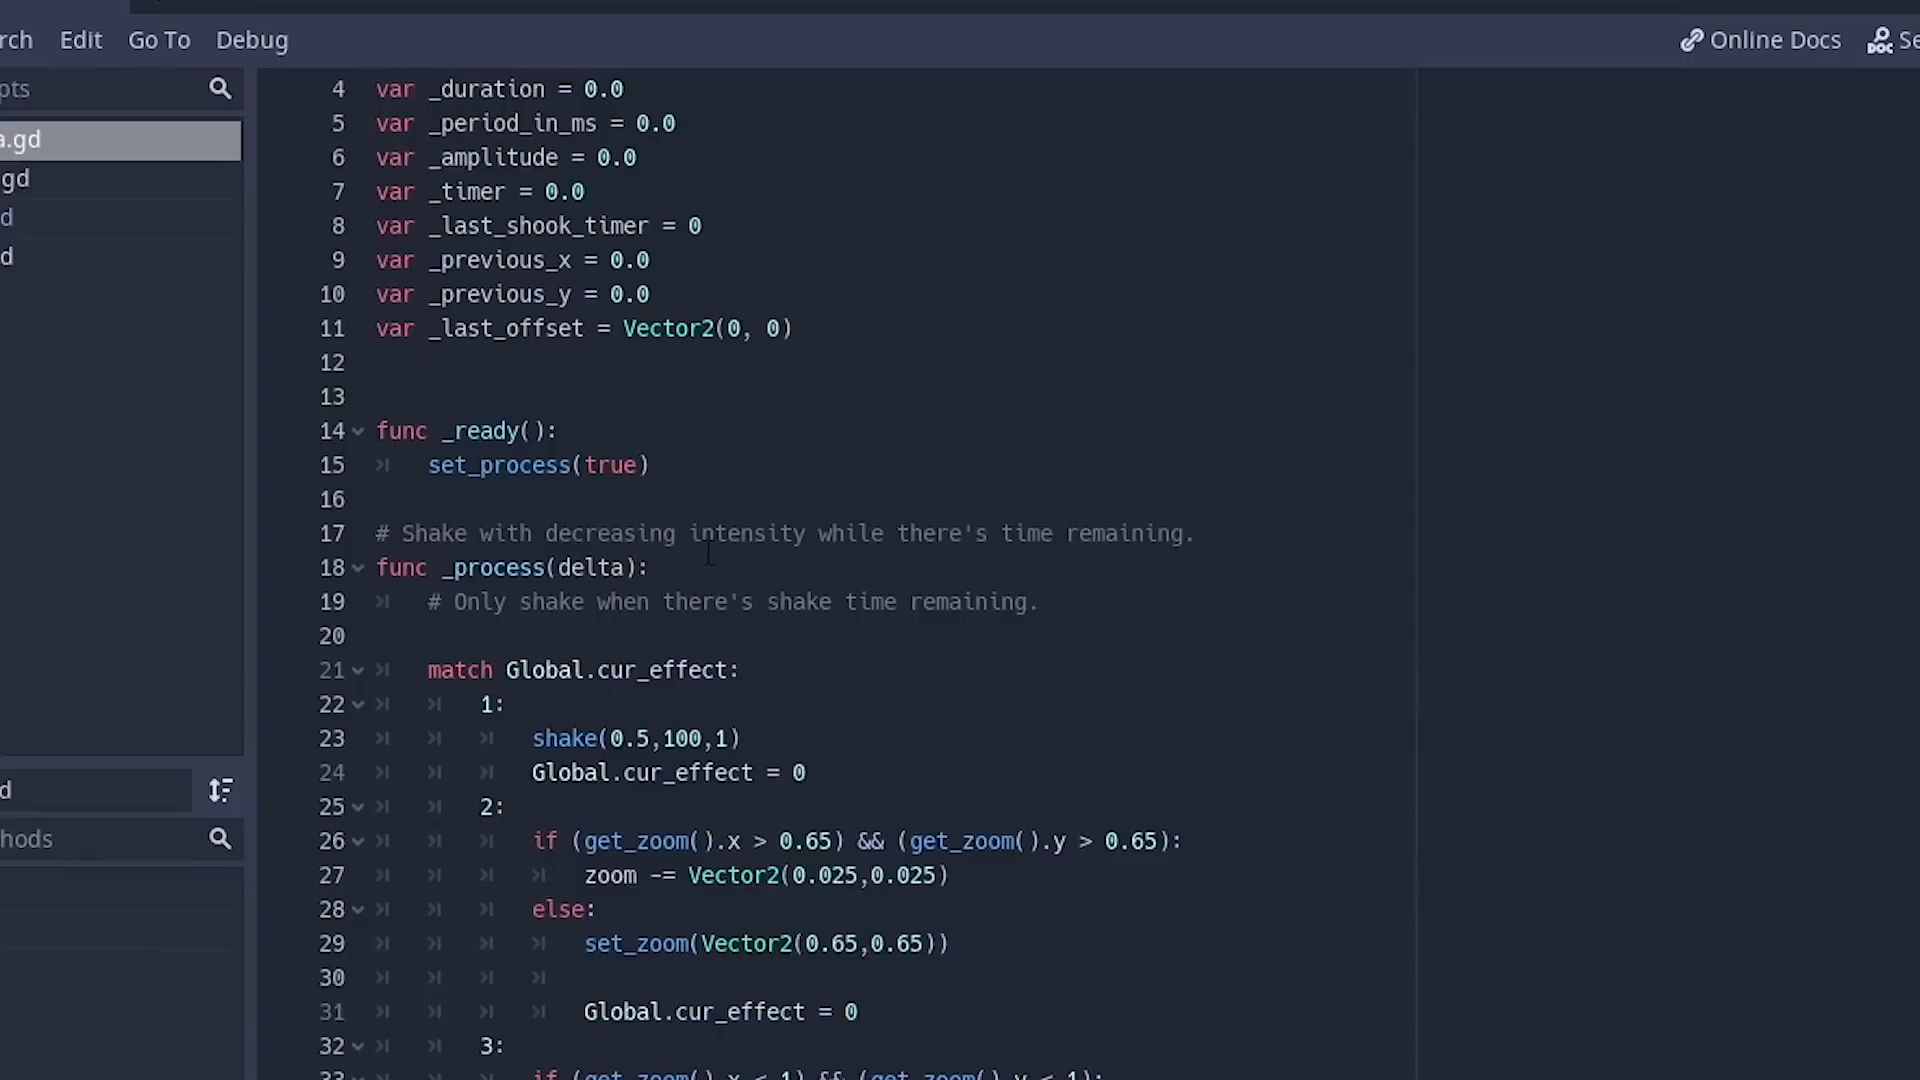 rch Edit Go To Debug Online Docs Se
pts
a.gd
gd
d
d
d
hods
4 var _duration = 0.0
5 var _period_in_ms = 0.0
6 var _amplitude = 0.0
7 var _timer = 0.0
8 var _last_shook_timer = 0
9 var _previous_x = 0.0
10 var _previous_y = 0.0
11 var _last_offset = Vector2(0, 0)
12
13
14 func _ready():
15 set_process(true)
16
17 # Shake with decreasing intensity while there's time remaining.
18 func _process(delta):
19 # Only shake when there's shake time remaining.
20
21 match Global.cur_effect:
22 1:
23 shake(0.5,100,1)
24 Global.cur_effect = 0
25 2:
26 if (get_zoom().x > 0.65) && (get_zoom().y > 0.65):
27 zoom -= Vector2(0.025,0.025)
28 else:
29 set_zoom(Vector2(0.65,0.65))
30
31 Global.cur_effect = 0
32 3:
33 if (get_zoom().x < 1) && (get_zoom().y < 1):